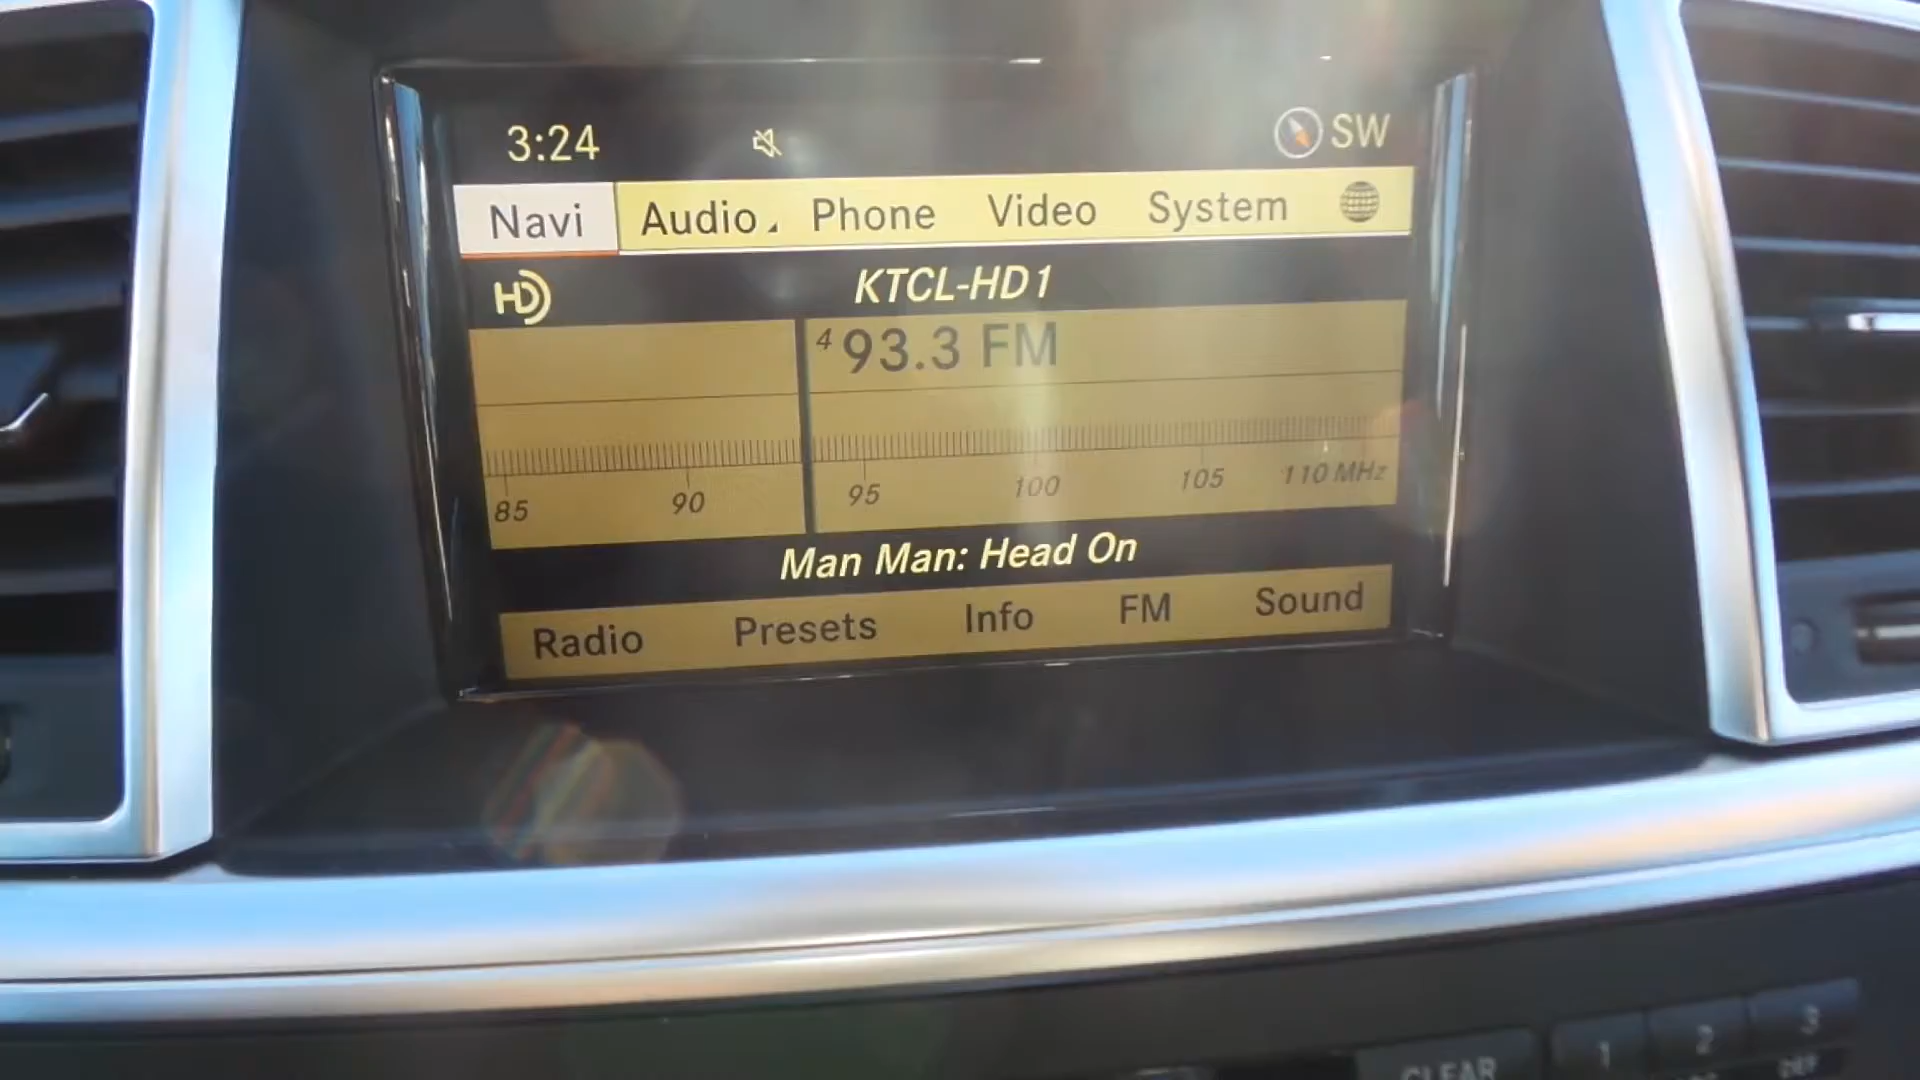 3:24 SW
Navi Audio Phone Video System
HD KTCL-HD1
4 93.3 FM
85 90 95 100 105 110 MHz
Man Man: Head On
Radio Presets Info FM Sound
CLEAR 1 2 3
DEF